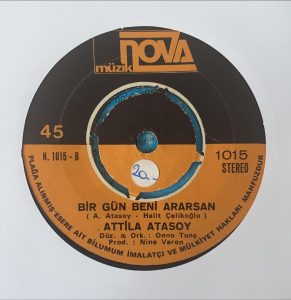 nova
müzik
45
N. 1015 - B
1015
STEREO
20.-
BİR GÜN BENİ ARARSAN
( A. Atasoy - Halit Çelikoğlu )
ATTİLA ATASOY
Düz. & Ork.: Onno Tunç
Prod. : Nine Varon
PLAĞA ALINMIŞ ESERE AİT BİLUMUM İMALATÇI VE MÜLKİYET HAKLARI MAHFUZDUR